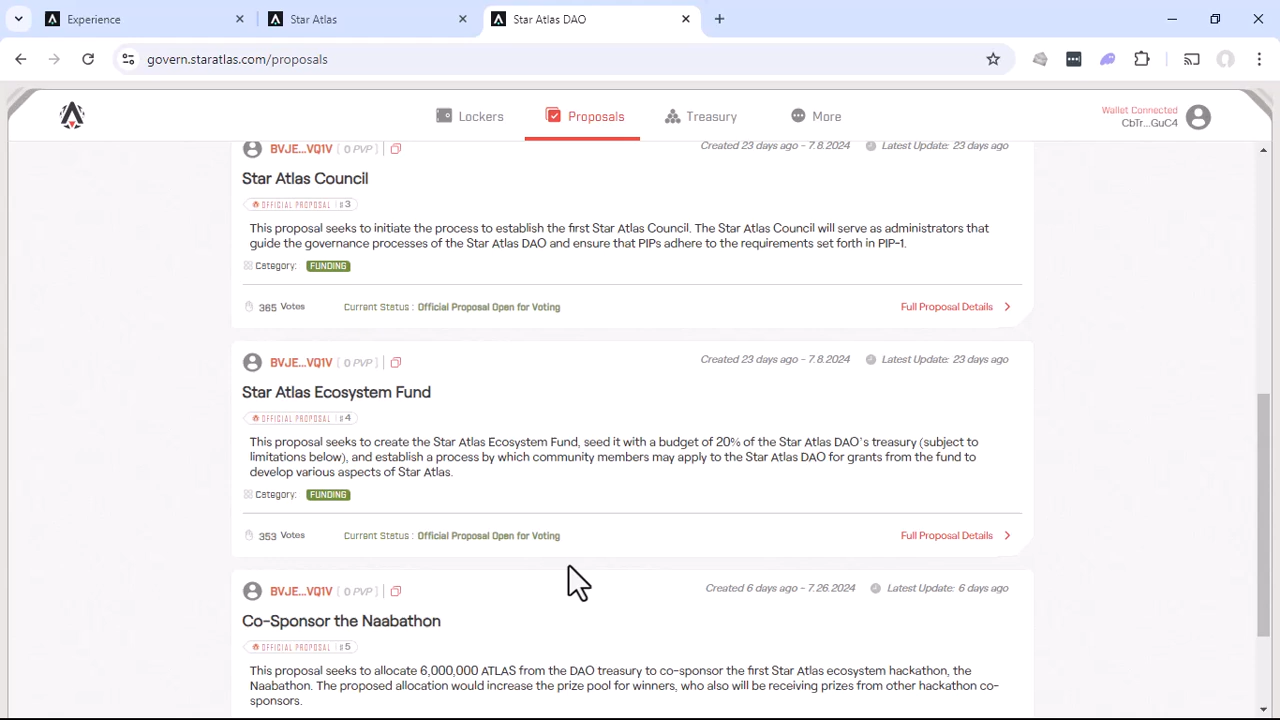 Experience
Star Atlas
Star Atlas DAO
govern.staratlas.com/proposals
Lockers
Proposals
Treasury
More
Wallet Connected
CbTr...GuC4
BVJE...VQ1V [ 0 PVP ]
Created 23 days ago - 7.8.2024
Latest Update: 23 days ago
Star Atlas Council
OFFICIAL PROPOSAL | #3
This proposal seeks to initiate the process to establish the first Star Atlas Council. The Star Atlas Council will serve as administrators that
guide the governance processes of the Star Atlas DAO and ensure that PIPs adhere to the requirements set forth in PIP-1.
Category: FUNDING
365 Votes
Current Status : Official Proposal Open for Voting
Full Proposal Details
BVJE...VQ1V [ 0 PVP ]
Created 23 days ago - 7.8.2024
Latest Update: 23 days ago
Star Atlas Ecosystem Fund
OFFICIAL PROPOSAL | #4
This proposal seeks to create the Star Atlas Ecosystem Fund, seed it with a budget of 20% of the Star Atlas DAO`s treasury (subject to
limitations below), and establish a process by which community members may apply to the Star Atlas DAO for grants from the fund to
develop various aspects of Star Atlas.
Category: FUNDING
353 Votes
Current Status : Official Proposal Open for Voting
Full Proposal Details
BVJE...VQ1V [ 0 PVP ]
Created 6 days ago - 7.26.2024
Latest Update: 6 days ago
Co-Sponsor the Naabathon
OFFICIAL PROPOSAL | #5
This proposal seeks to allocate 6,000,000 ATLAS from the DAO treasury to co-sponsor the first Star Atlas ecosystem hackathon, the
Naabathon. The proposed allocation would increase the prize pool for winners, who also will be receiving prizes from other hackathon co-
sponsors.